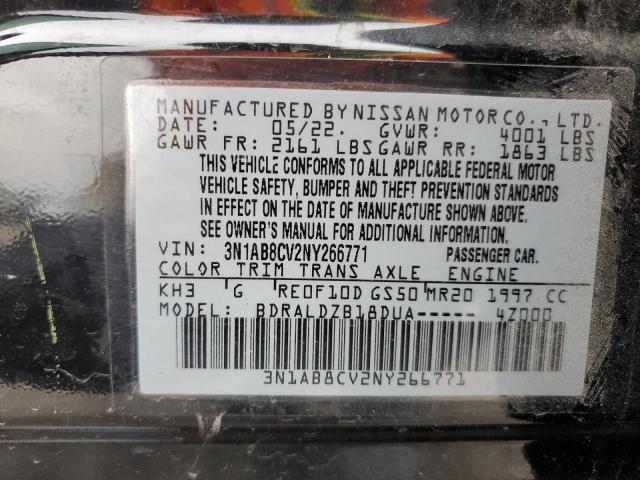 MANUFACTURED BY NISSAN MOTOR CO., LTD.
DATE: 05/22. GVWR: 4001 LBS
GAWR FR: 2161 LBS GAWR RR: 1863 LBS
THIS VEHICLE CONFORMS TO ALL APPLICABLE FEDERAL MOTOR
VEHICLE SAFETY, BUMPER AND THEFT PREVENTION STANDARDS
IN EFFECT ON THE DATE OF MANUFACTURE SHOWN ABOVE.
SEE OWNER'S MANUAL FOR ADDITIONAL INFORMATION.
VIN: 3N1AB8CV2NY266771 PASSENGER CAR.
COLOR TRIM TRANS AXLE ENGINE
KH3 G RE0F10D GS50 MR20 1997 CC
MODEL: BDRALDZB18DUA----- 4Z000
3N1AB8CV2NY266771